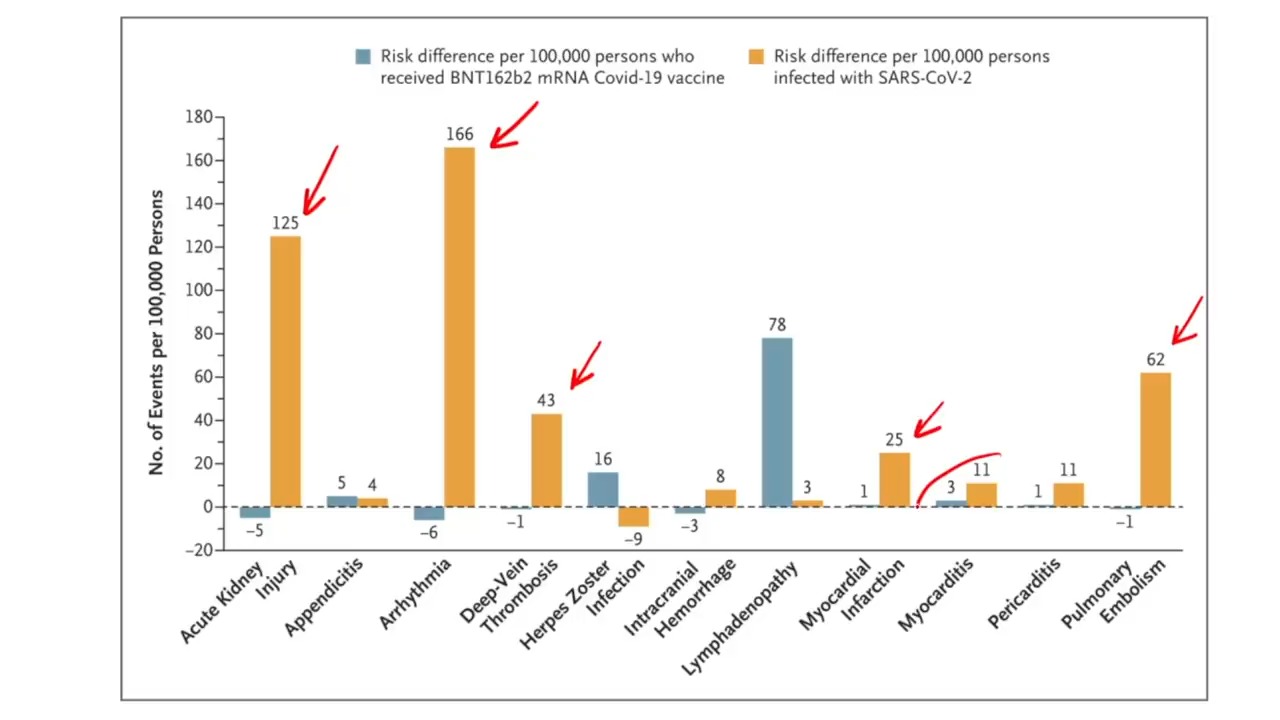 Risk difference per 100,000 persons who
received BNT162b2 mRNA Covid-19 vaccine
Risk difference per 100,000 persons
infected with SARS-CoV-2
No. of Events per 100,000 Persons
180
160
140
120
100
80
60
40
20
0
–20
–5
125
5
4
–6
166
–1
43
16
–9
–3
8
78
3
1
25
3
11
1
11
–1
62
Acute Kidney
Injury
Appendicitis
Arrhythmia
Deep-Vein
Thrombosis
Herpes Zoster
Infection
Intracranial
Hemorrhage
Lymphadenopathy
Myocardial
Infarction
Myocarditis
Pericarditis
Pulmonary
Embolism